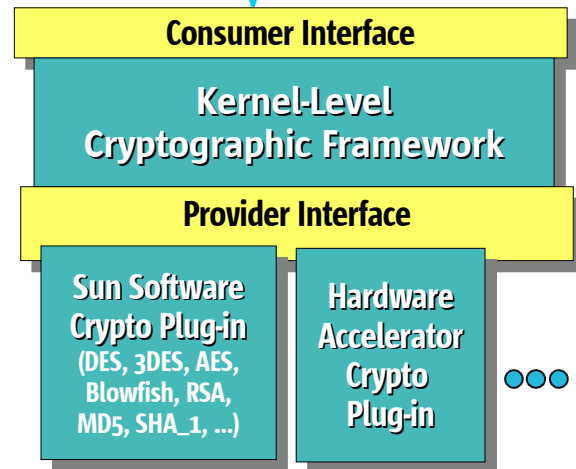 Consumer Interface
Kernel-Level
Cryptographic Framework
Provider Interface
Sun Software
Crypto Plug-in
(DES, 3DES, AES,
Blowfish, RSA,
MD5, SHA_1, ...)
Hardware
Accelerator
Crypto
Plug-in